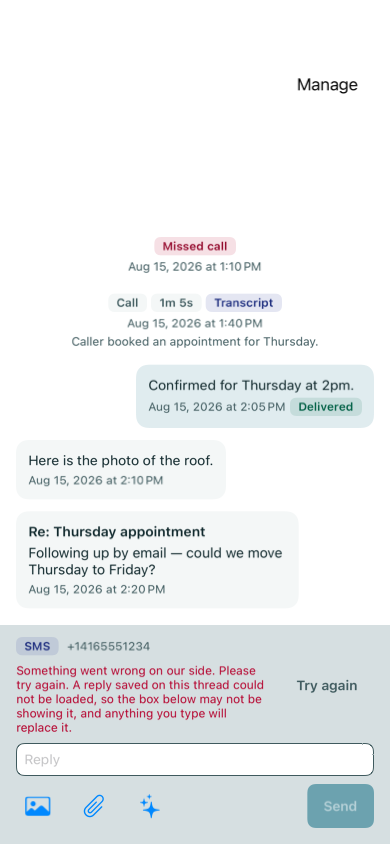 Manage
Missed call
Aug 15, 2026 at 1:10 PM
Call 1m 5s Transcript
Aug 15, 2026 at 1:40 PM
Caller booked an appointment for Thursday.
Confirmed for Thursday at 2pm.
Aug 15, 2026 at 2:05 PM Delivered
Here is the photo of the roof.
Aug 15, 2026 at 2:10 PM
Re: Thursday appointment
Following up by email — could we move
Thursday to Friday?
Aug 15, 2026 at 2:20 PM
SMS +14165551234
Something went wrong on our side. Please
try again. A reply saved on this thread could
not be loaded, so the box below may not be
showing it, and anything you type will
replace it.
Try again
Reply
Send